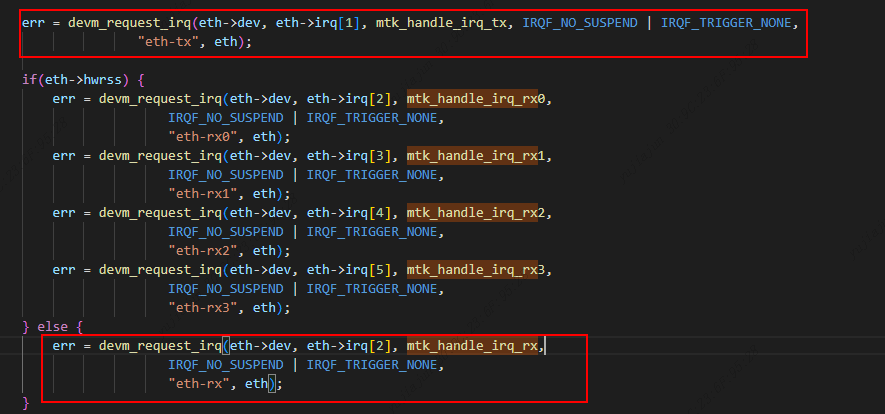 err = devm_request_irq(eth->dev, eth->irq[1], mtk_handle_irq_tx, IRQF_NO_SUSPEND | IRQF_TRIGGER_NONE,
"eth-tx", eth);
if(eth->hwrss) {
err = devm_request_irq(eth->dev, eth->irq[2], mtk_handle_irq_rx0,
IRQF_NO_SUSPEND | IRQF_TRIGGER_NONE,
"eth-rx0", eth);
err = devm_request_irq(eth->dev, eth->irq[3], mtk_handle_irq_rx1,
IRQF_NO_SUSPEND | IRQF_TRIGGER_NONE,
"eth-rx1", eth);
err = devm_request_irq(eth->dev, eth->irq[4], mtk_handle_irq_rx2,
IRQF_NO_SUSPEND | IRQF_TRIGGER_NONE,
"eth-rx2", eth);
err = devm_request_irq(eth->dev, eth->irq[5], mtk_handle_irq_rx3,
IRQF_NO_SUSPEND | IRQF_TRIGGER_NONE,
"eth-rx3", eth);
} else {
err = devm_request_irq(eth->dev, eth->irq[2], mtk_handle_irq_rx,
IRQF_NO_SUSPEND | IRQF_TRIGGER_NONE,
"eth-rx", eth);
}